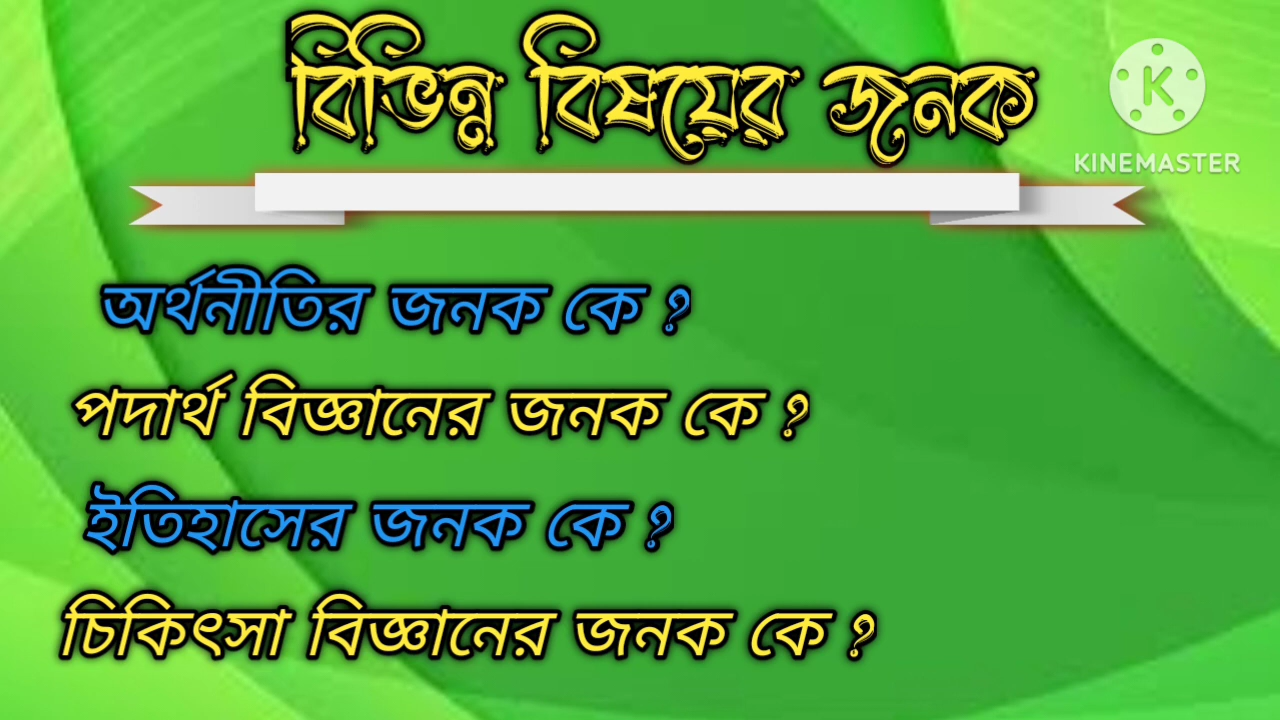 বিভিন্ন বিষয়ের জনক
K
KINEMASTER
অর্থনীতির জনক কে ?
পদার্থ বিজ্ঞানের জনক কে ?
ইতিহাসের জনক কে ?
চিকিৎসা বিজ্ঞানের জনক কে ?